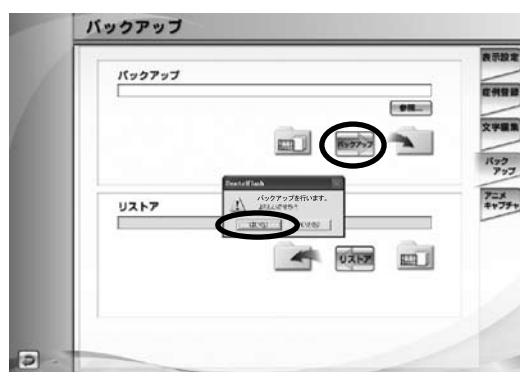 バックアップ
表示設定
バックアップ
症例登録
参照...
文字編集
バックアップ
バック
アップ
DentalFlash
バックアップを行います。
よろしいですか?
リストア
アニメ
キャプチャ
はい(Y)
いいえ(N)
リストア